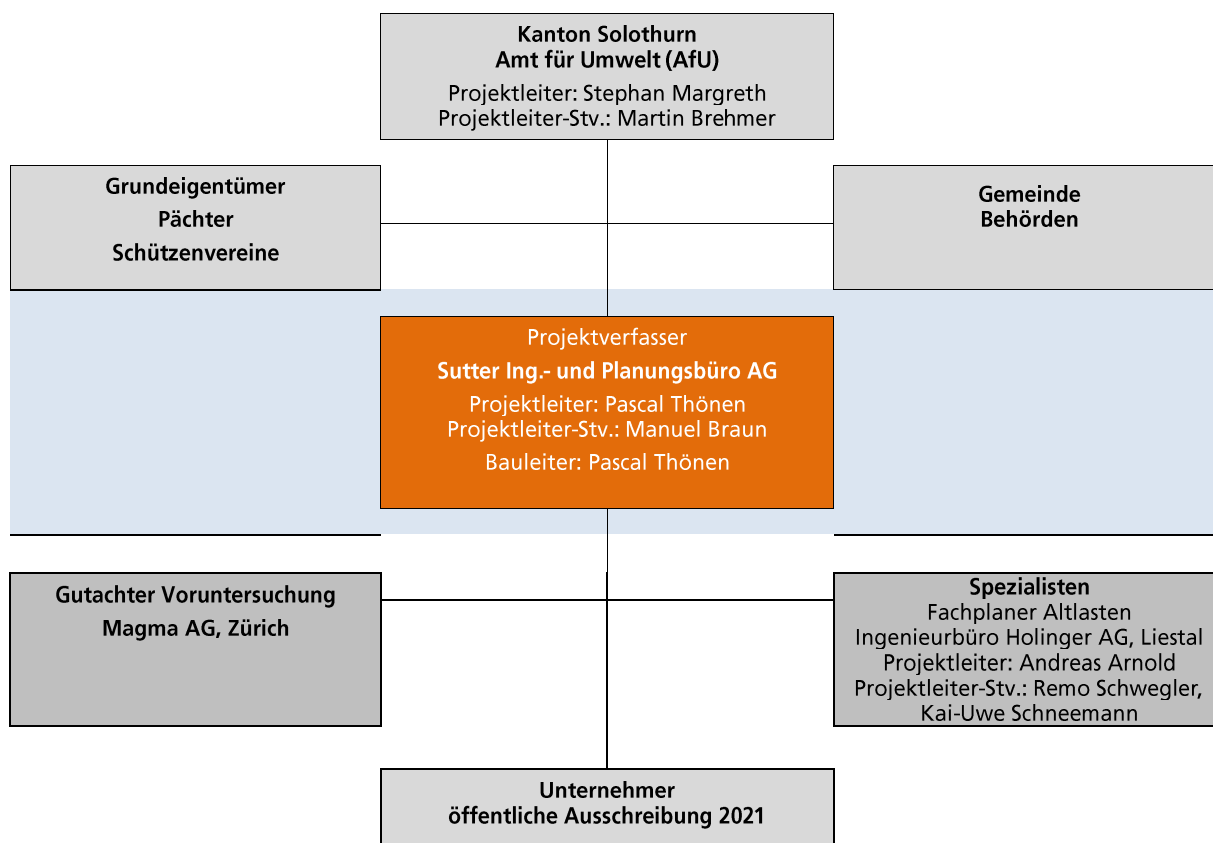 Kanton Solothurn
Amt für Umwelt (AfU)
Projektleiter: Stephan Margreth
Projektleiter-Stv.: Martin Brehmer
Grundeigentümer
Pächter
Schützenvereine
Gemeinde
Behörden
Projektverfasser
Sutter Ing.- und Planungsbüro AG
Projektleiter: Pascal Thönen
Projektleiter-Stv.: Manuel Braun
Bauleiter: Pascal Thönen
Gutachter Voruntersuchung
Magma AG, Zürich
Spezialisten
Fachplaner Altlasten
Ingenieurbüro Holinger AG, Liestal
Projektleiter: Andreas Arnold
Projektleiter-Stv.: Remo Schwegler,
Kai-Uwe Schneemann
Unternehmer
öffentliche Ausschreibung 2021